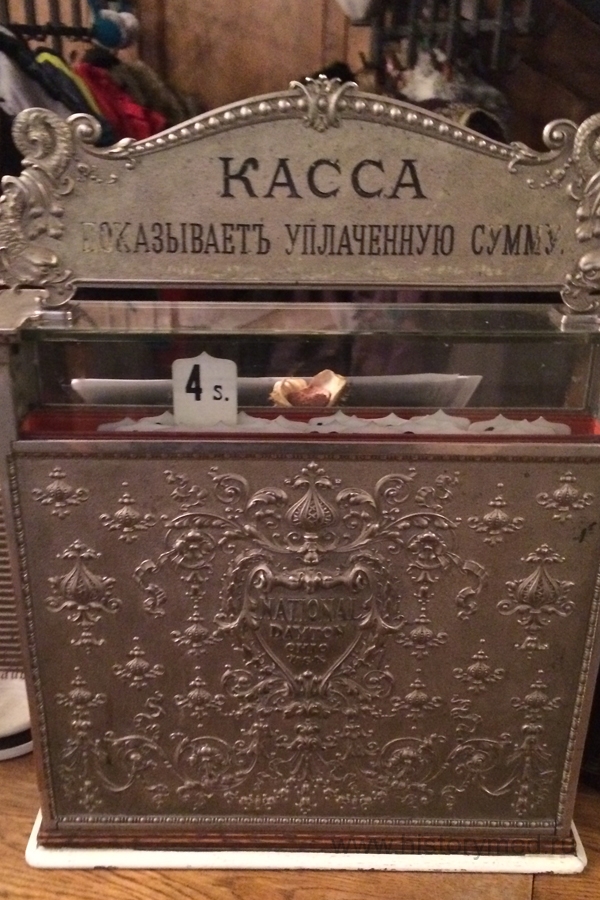 КАССА
ПОКАЗЫВАЕТЪ УПЛАЧЕННУЮ СУММУ.
4 s.
NATIONAL
DAYTON
OHIO